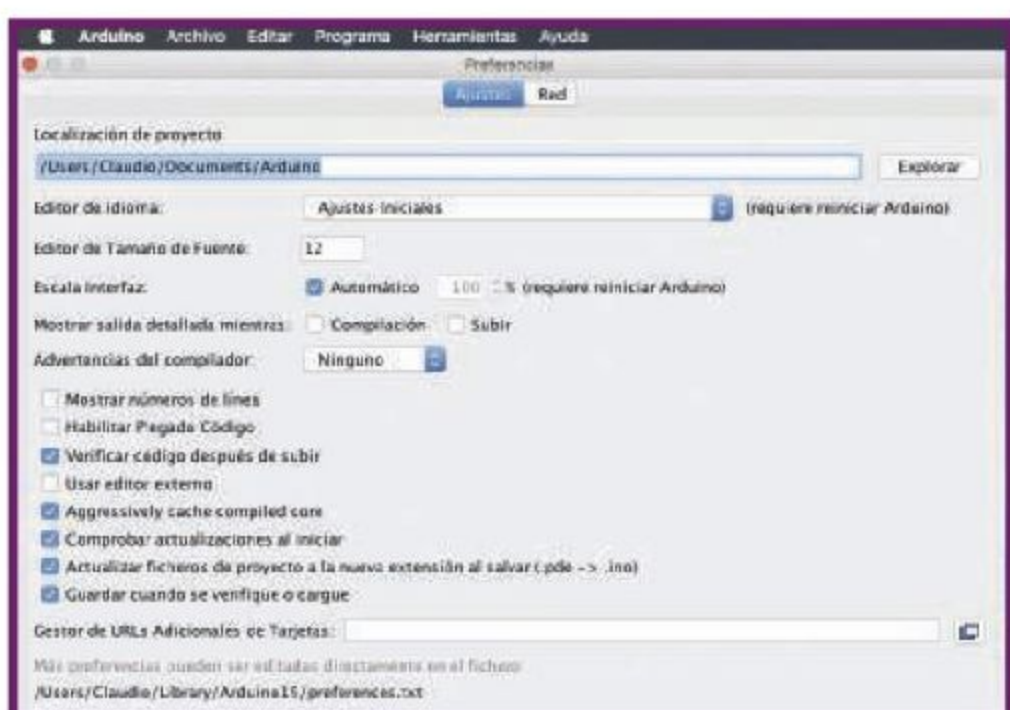 Arduino Archivo Editar Programa Herramientas Ayuda
Preferencias
Ajustes Red
Localización de proyecto
/Users/Claudio/Documents/Arduino Explorar
Editor de Idioma: Ajustes Iniciales (requiere reiniciar Arduino)
Editor de Tamaño de Fuente: 12
Escala Interfaz: Automático 100 % (requiere reiniciar Arduino)
Mostrar salida detallada mientras: Compilación Subir
Advertencias del compilador: Ninguno
Mostrar números de línea
Habilitar Plegado Código
Verificar código después de subir
Usar editor externo
Aggressively cache compiled core
Comprobar actualizaciones al iniciar
Actualizar ficheros de proyecto a la nueva extensión al salvar (.pde -> .ino)
Guardar cuando se verifique o cargue
Gestor de URLs Adicionales de Tarjetas:
Más preferencias pueden ser editadas directamente en el fichero
/Users/Claudio/Library/Arduino15/preferences.txt